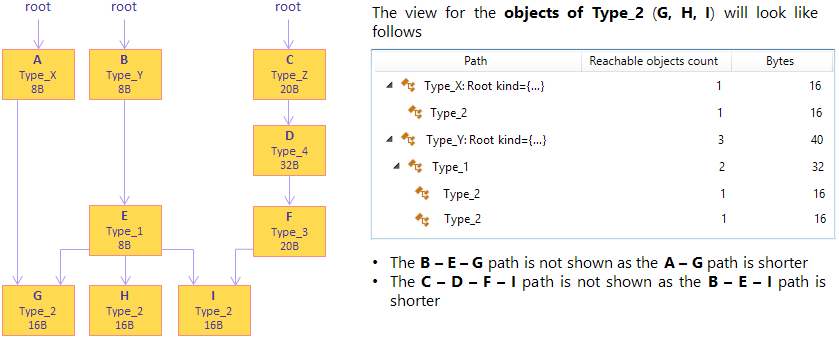 root
root
root
A
Type_X
8B
B
Type_Y
8B
C
Type_Z
20B
D
Type_4
32B
E
Type_1
8B
F
Type_3
20B
G
Type_2
16B
H
Type_2
16B
I
Type_2
16B
The view for the objects of Type_2 (G, H, I) will look like
follows
Path Reachable objects count Bytes
Type_X: Root kind={...} 1 16
Type_2 1 16
Type_Y: Root kind={...} 3 40
Type_1 2 32
Type_2 1 16
Type_2 1 16
• The B – E – G path is not shown as the A – G path is shorter
• The C – D – F – I path is not shown as the B – E – I path is
shorter